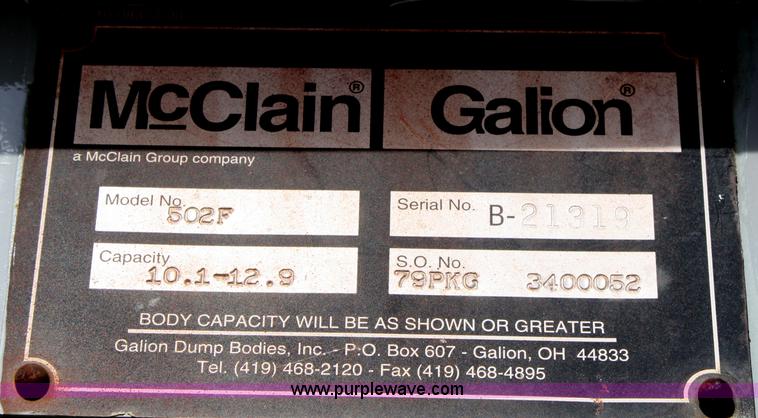 McClain® Galion®
a McClain Group company
Model No. 502F Serial No. B-21319
Capacity 10.1-12.9 S.O. No. 79PKG 3400052
BODY CAPACITY WILL BE AS SHOWN OR GREATER
Galion Dump Bodies, Inc. - P.O. Box 607 - Galion, OH 44833
Tel. (419) 468-2120 - Fax (419) 468-4895
www.purplewave.com